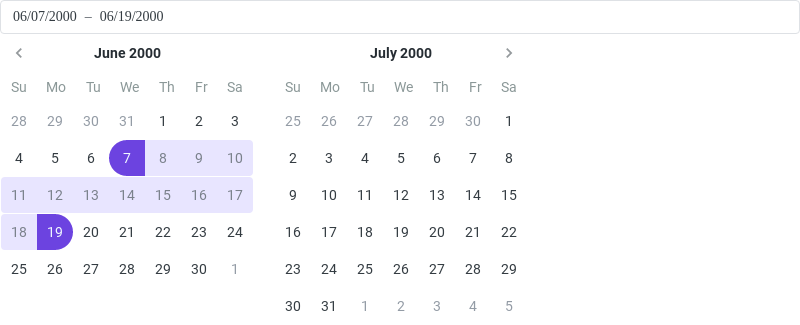 06/07/2000 – 06/19/2000
June 2000
Su Mo Tu We Th Fr Sa
28 29 30 31 1 2 3
4 5 6 7 8 9 10
11 12 13 14 15 16 17
18 19 20 21 22 23 24
25 26 27 28 29 30 1
July 2000
Su Mo Tu We Th Fr Sa
25 26 27 28 29 30 1
2 3 4 5 6 7 8
9 10 11 12 13 14 15
16 17 18 19 20 21 22
23 24 25 26 27 28 29
30 31 1 2 3 4 5